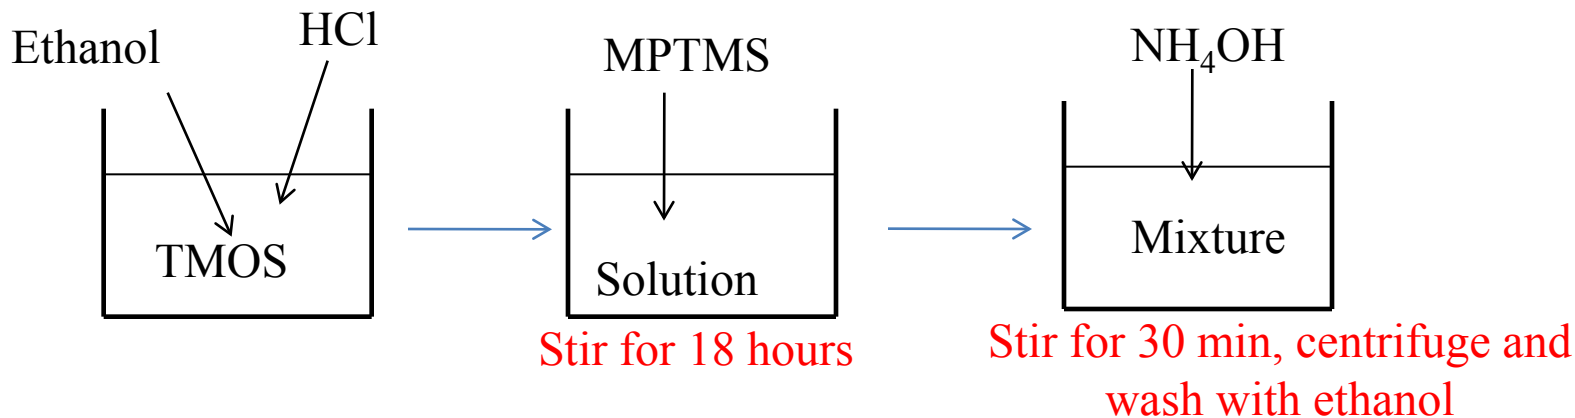 Ethanol
HCl
TMOS
MPTMS
Solution
Stir for 18 hours
NH₄OH
Mixture
Stir for 30 min, centrifuge and
wash with ethanol